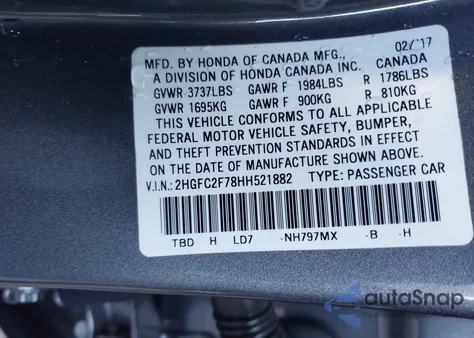 MFD. BY HONDA OF CANADA MFG., 02/'17
A DIVISION OF HONDA CANADA INC. CANADA
GVWR 3737LBS GAWR F 1984LBS R 1786LBS
GVWR 1695KG GAWR F 900KG R 810KG
THIS VEHICLE CONFORMS TO ALL APPLICABLE
FEDERAL MOTOR VEHICLE SAFETY, BUMPER,
AND THEFT PREVENTION STANDARDS IN EFFECT
ON THE DATE OF MANUFACTURE SHOWN ABOVE.
V.I.N.: 2HGFC2F78HH521882 TYPE: PASSENGER CAR
TBD H LD7 -NH797MX -B -H
autoSnap